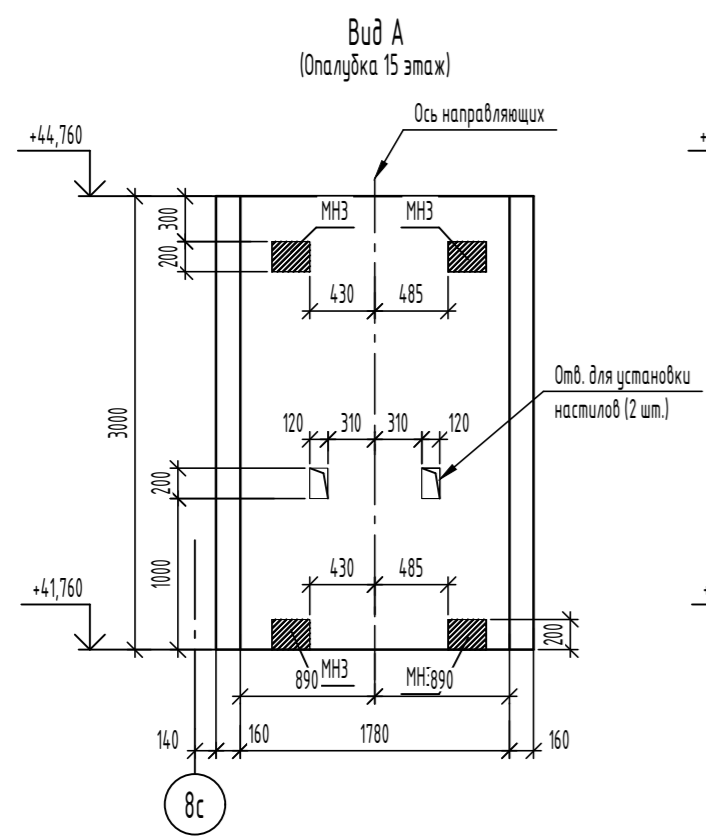 Вид А
(Опалубка 15 этаж)
Ось направляющих
+44,760
МН3 МН3
300
200
430 485
Отв. для установки
настилов (2 шт.)
120 310 310 120
3000
200
1000
430 485
+41,760
200
890 МН3 МН3 890
140 160 1780 160
8с